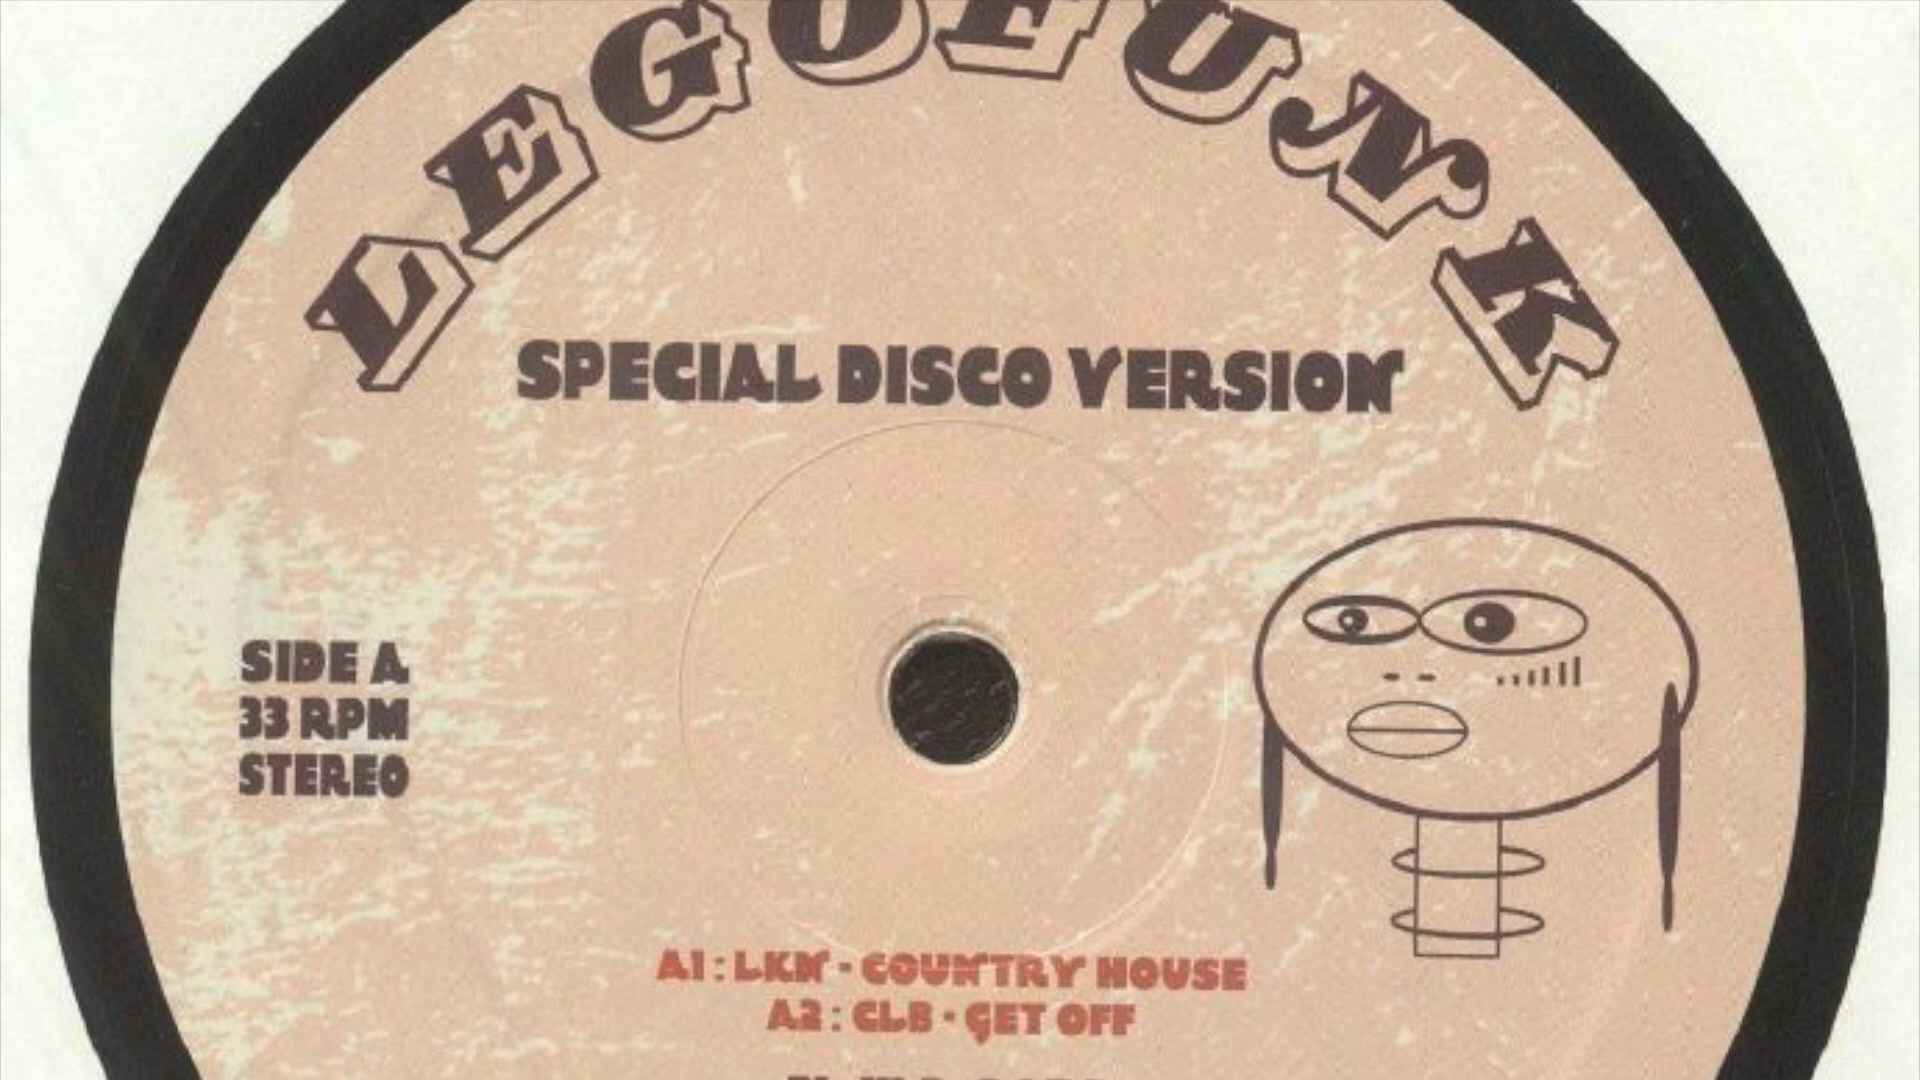 LEGOFUNK
SPECIAL DISCO VERSION
SIDE A
33 RPM
STEREO
A1 : LKN - COUNTRY HOUSE
A2 : CLB - GET OFF